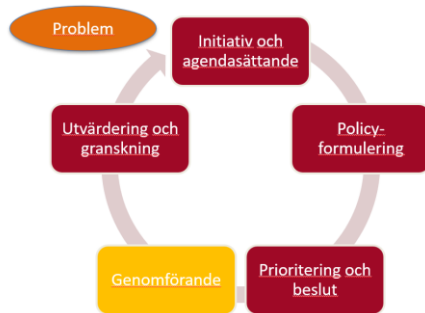 Problem
Initiativ och
agendasättande
Policy-
formulering
Prioritering och
beslut
Genomförande
Utvärdering och
granskning